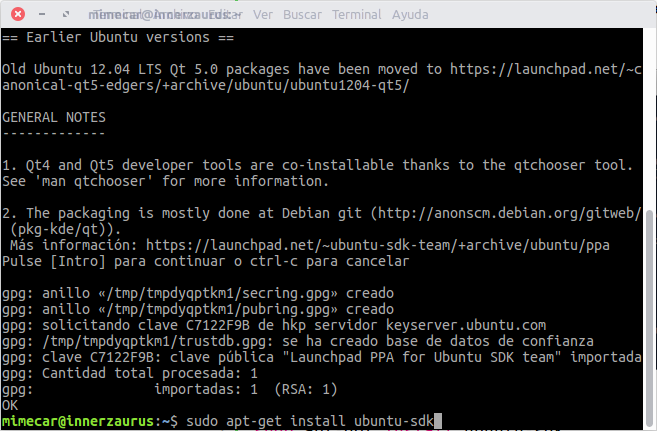 mimecar@innerzaurus: ~
Terminal Archivo Editar Ver Buscar Terminal Ayuda
== Earlier Ubuntu versions ==
Old Ubuntu 12.04 LTS Qt 5.0 packages have been moved to https://launchpad.net/~c
anonical-qt5-edgers/+archive/ubuntu/ubuntu1204-qt5/
GENERAL NOTES
-------------
1. Qt4 and Qt5 developer tools are co-installable thanks to the qtchooser tool.
See 'man qtchooser' for more information.
2. The packaging is mostly done at Debian git (http://anonscm.debian.org/gitweb/
(pkg-kde/qt)).
Más información: https://launchpad.net/~ubuntu-sdk-team/+archive/ubuntu/ppa
Pulse [Intro] para continuar o ctrl-c para cancelar
gpg: anillo «/tmp/tmpdyqptkm1/secring.gpg» creado
gpg: anillo «/tmp/tmpdyqptkm1/pubring.gpg» creado
gpg: solicitando clave C7122F9B de hkp servidor keyserver.ubuntu.com
gpg: /tmp/tmpdyqptkm1/trustdb.gpg: se ha creado base de datos de confianza
gpg: clave C7122F9B: clave pública "Launchpad PPA for Ubuntu SDK team" importada
gpg: Cantidad total procesada: 1
gpg:               importadas: 1  (RSA: 1)
OK
mimecar@innerzaurus:~$ sudo apt-get install ubuntu-sdk